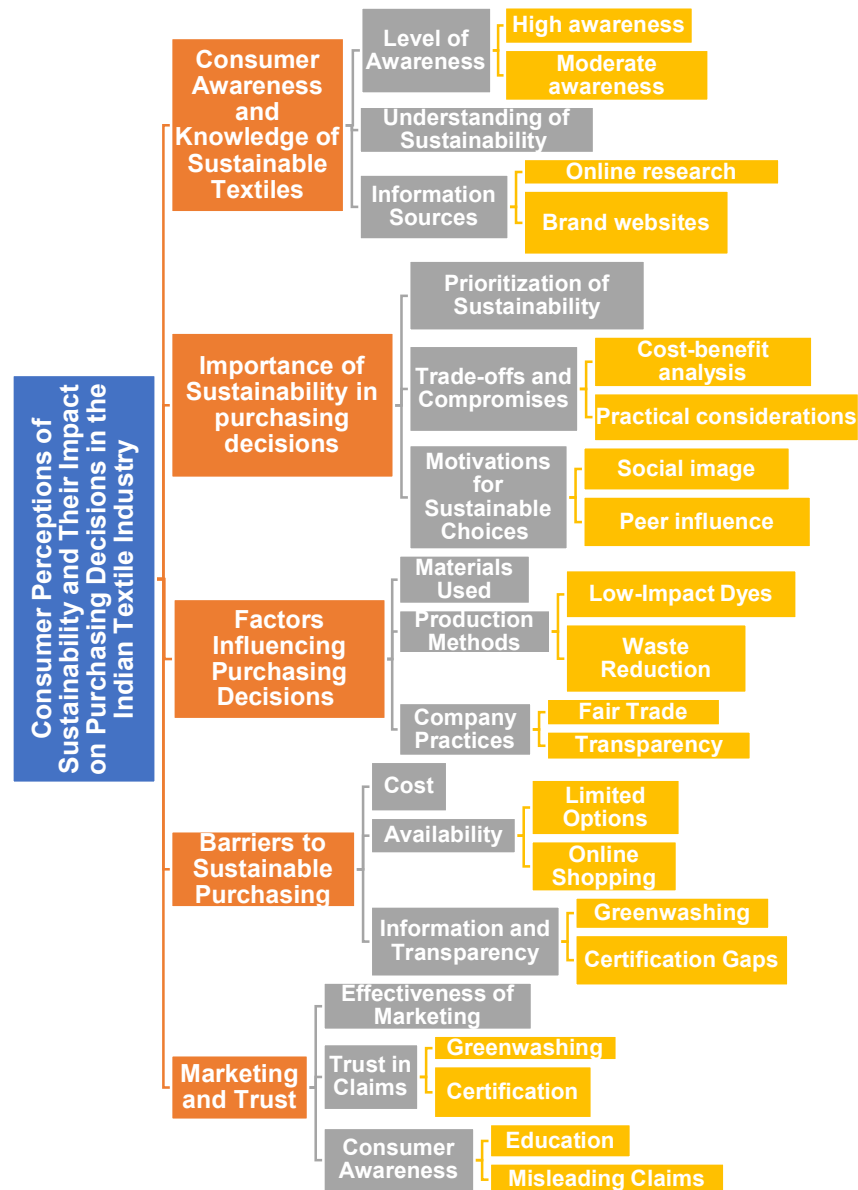 Consumer Perceptions of
Sustainability and Their Impact
on Purchasing Decisions in the
Indian Textile Industry
Consumer
Awareness
and
Knowledge of
Sustainable
Textiles
Level of
Awareness
High awareness
Moderate
awareness
Understanding of
Sustainability
Information
Sources
Online research
Brand websites
Importance of
Sustainability in
purchasing
decisions
Prioritization of
Sustainability
Trade-offs and
Compromises
Cost-benefit
analysis
Practical considerations
Motivations
for
Sustainable
Choices
Social image
Peer influence
Factors
Influencing
Purchasing
Decisions
Materials
Used
Production
Methods
Low-Impact Dyes
Waste
Reduction
Company
Practices
Fair Trade
Transparency
Barriers to
Sustainable
Purchasing
Cost
Availability
Limited
Options
Online
Shopping
Information and
Transparency
Greenwashing
Certification Gaps
Marketing
and Trust
Effectiveness of
Marketing
Trust in
Claims
Greenwashing
Certification
Consumer
Awareness
Education
Misleading Claims